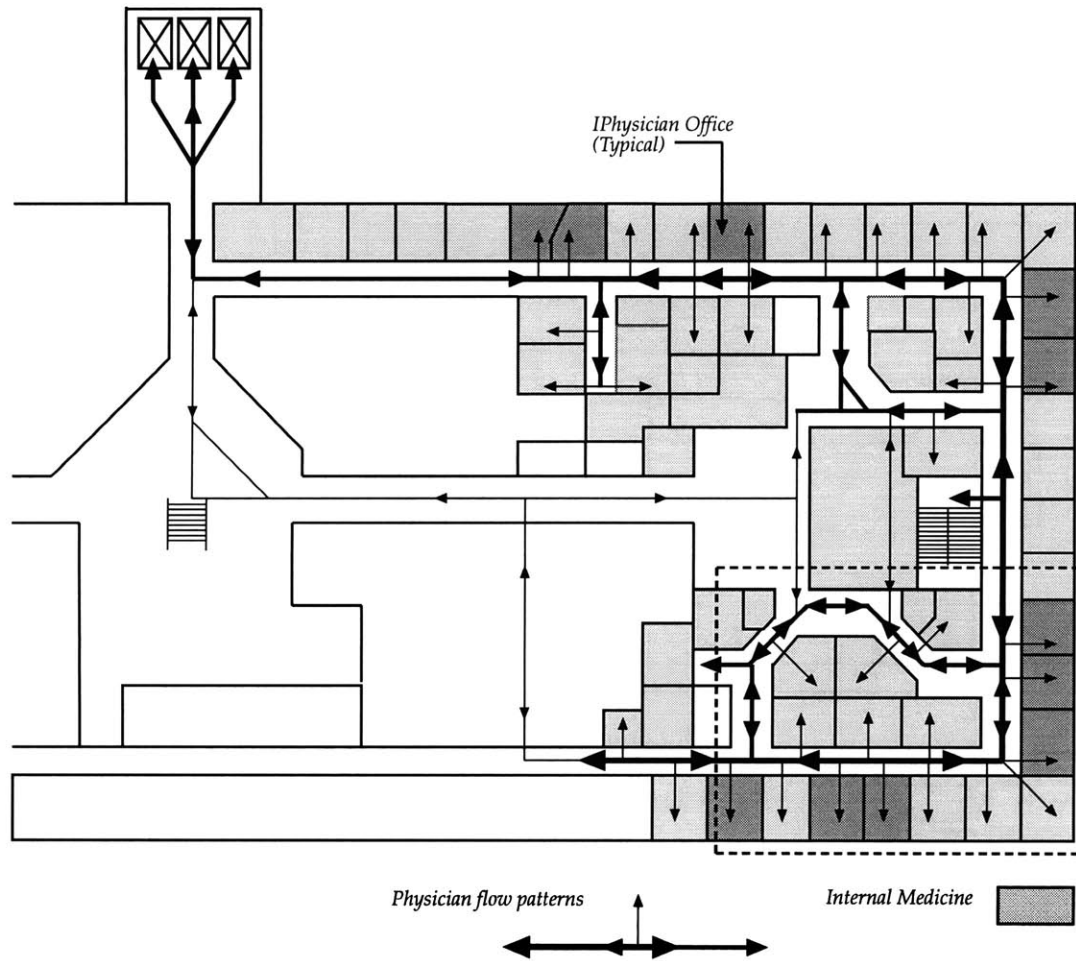 IPhysician Office
(Typical)
Physician flow patterns
Internal Medicine